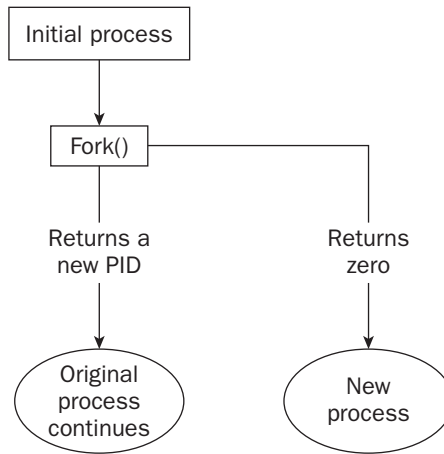 Initial process
Fork()
Returns a
new PID
Returns
zero
Original
process
continues
New
process